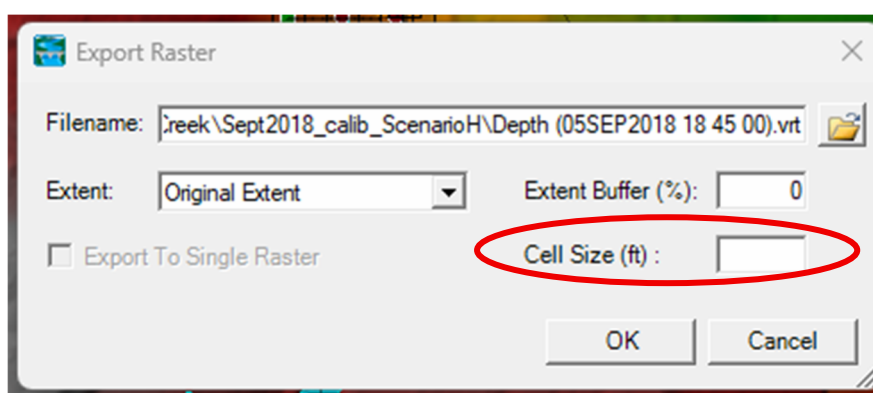 Export Raster
Filename: reek\Sept2018_calib_ScenarioH\Depth (05SEP2018 18 45 00).vrt
Extent: Original Extent Extent Buffer (%): 0
Export To Single Raster Cell Size (ft) :
OK Cancel